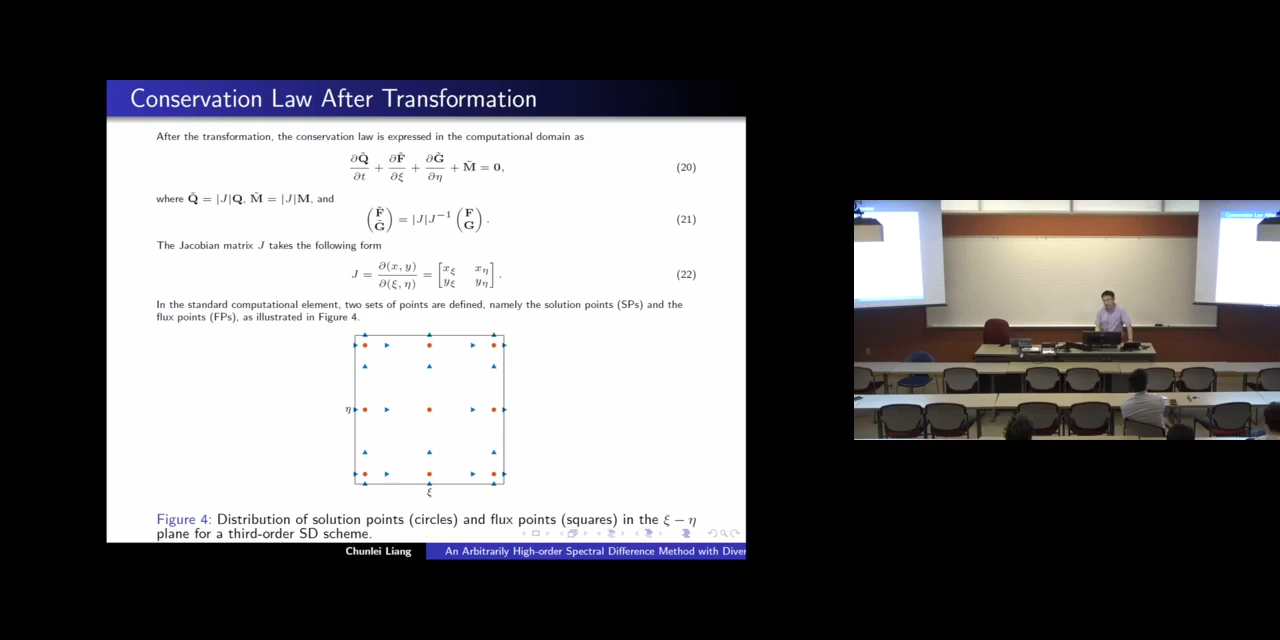 Conservation Law After Transformation
After the transformation, the conservation law is expressed in the computational domain as
∂Q̃/∂t + ∂F̃/∂ξ + ∂G̃/∂η + M̃ = 0, (20)
where Q̃ = |J|Q, M̃ = |J|M, and
(F̃ G̃) = |J|J⁻¹ (F G). (21)
The Jacobian matrix J takes the following form
J = ∂(x, y)/∂(ξ, η) = [x_ξ x_η y_ξ y_η]. (22)
In the standard computational element, two sets of points are defined, namely the solution points (SPs) and the
flux points (FPs), as illustrated in Figure 4.
η
ξ
Figure 4: Distribution of solution points (circles) and flux points (squares) in the ξ − η
plane for a third-order SD scheme.
Chunlei Liang An Arbitrarily High-order Spectral Difference Method with Diver
Conservation Law After